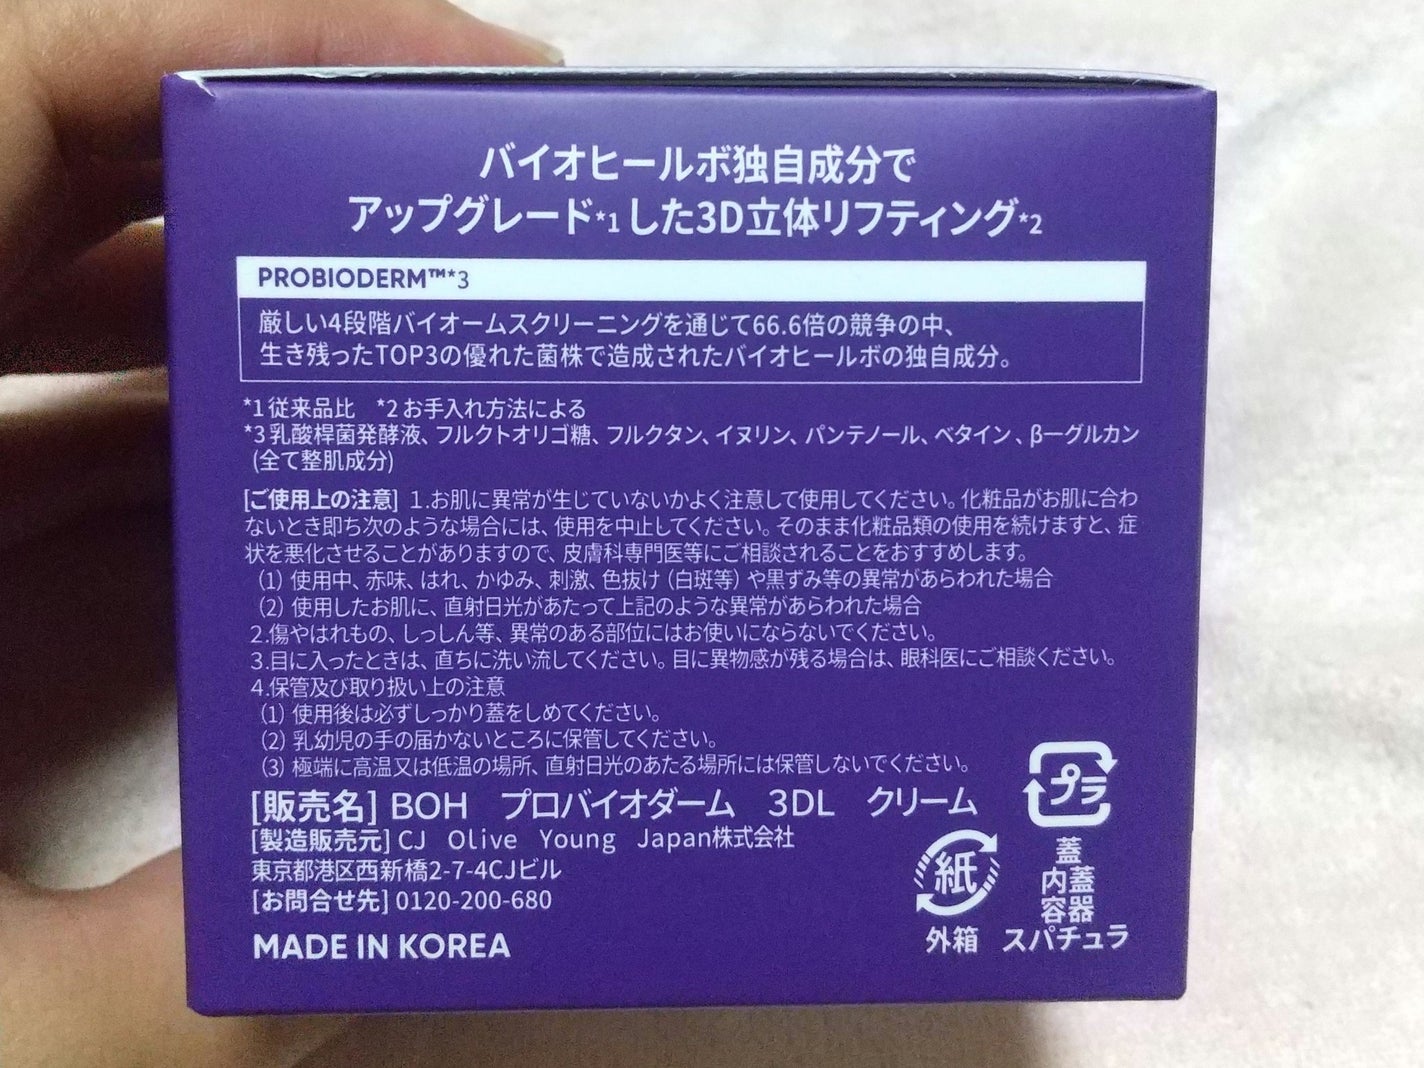 バイオヒールボ独自成分で
アップグレード*1した3D立体リフティング*2
PROBIODERM™*3
厳しい4段階バイオームスクリーニングを通じて66.6倍の競争の中、
生き残ったTOP3の優れた菌株で造成されたバイオヒールボの独自成分。
*1 従来品比　*2 お手入れ方法による
*3 乳酸桿菌発酵液、フルクトオリゴ糖、フルクタン、イヌリン、パンテノール、ベタイン、β-グルカン
(全て整肌成分)
[ご使用上の注意] 1.お肌に異常が生じていないかよく注意して使用してください。化粧品がお肌に合わ
ないとき即ち次のような場合には、使用を中止してください。そのまま化粧品類の使用を続けますと、症
状を悪化させることがありますので、皮膚科専門医等にご相談されることをおすすめします。
（1）使用中、赤味、はれ、かゆみ、刺激、色抜け（白斑等）や黒ずみ等の異常があらわれた場合
（2）使用したお肌に、直射日光があたって上記のような異常があらわれた場合
2.傷やはれもの、しっしん等、異常のある部位にはお使いにならないでください。
3.目に入ったときは、直ちに洗い流してください。目に異物感が残る場合は、眼科医にご相談ください。
4.保管及び取り扱い上の注意
（1）使用後は必ずしっかり蓋をしめてください。
（2）乳幼児の手の届かないところに保管してください。
（3）極端に高温又は低温の場所、直射日光のあたる場所には保管しないでください。
[販売名] BOH　プロバイオダーム　3DL　クリーム
[製造販売元] CJ　Olive　Young　Japan株式会社
東京都港区西新橋2-7-4CJビル
[お問合せ先] 0120-200-680
MADE IN KOREA
紙
外箱
プラ
蓋
内蓋
容器
スパチュラ